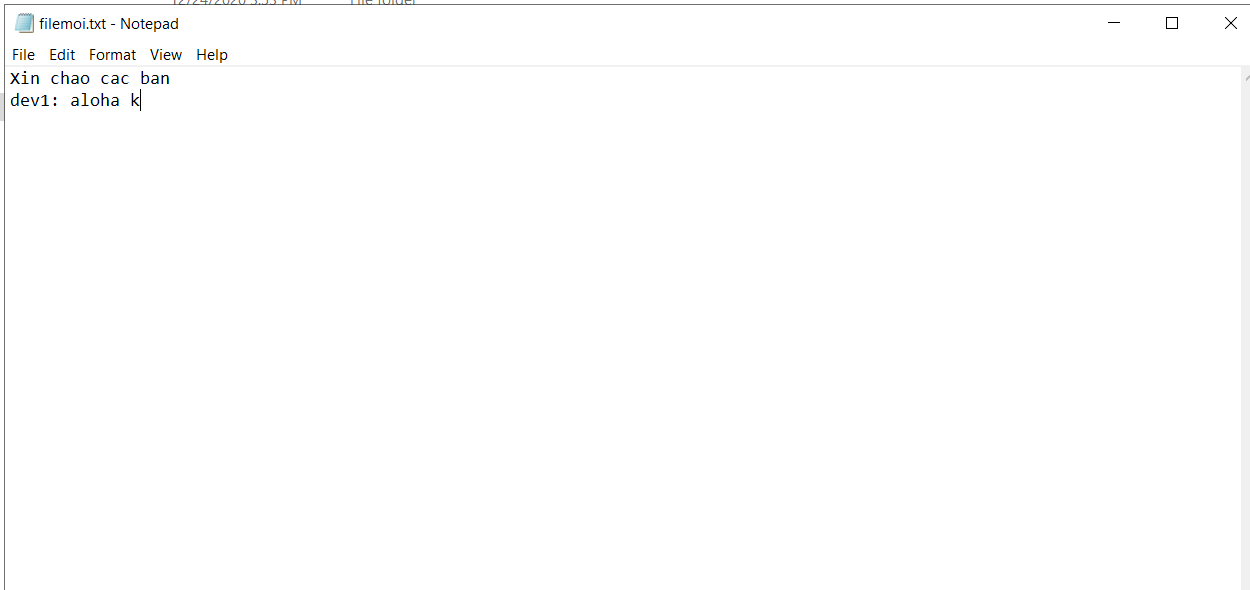 filemoi.txt - Notepad
File Edit Format View Help
Xin chao cac ban
dev1: aloha k